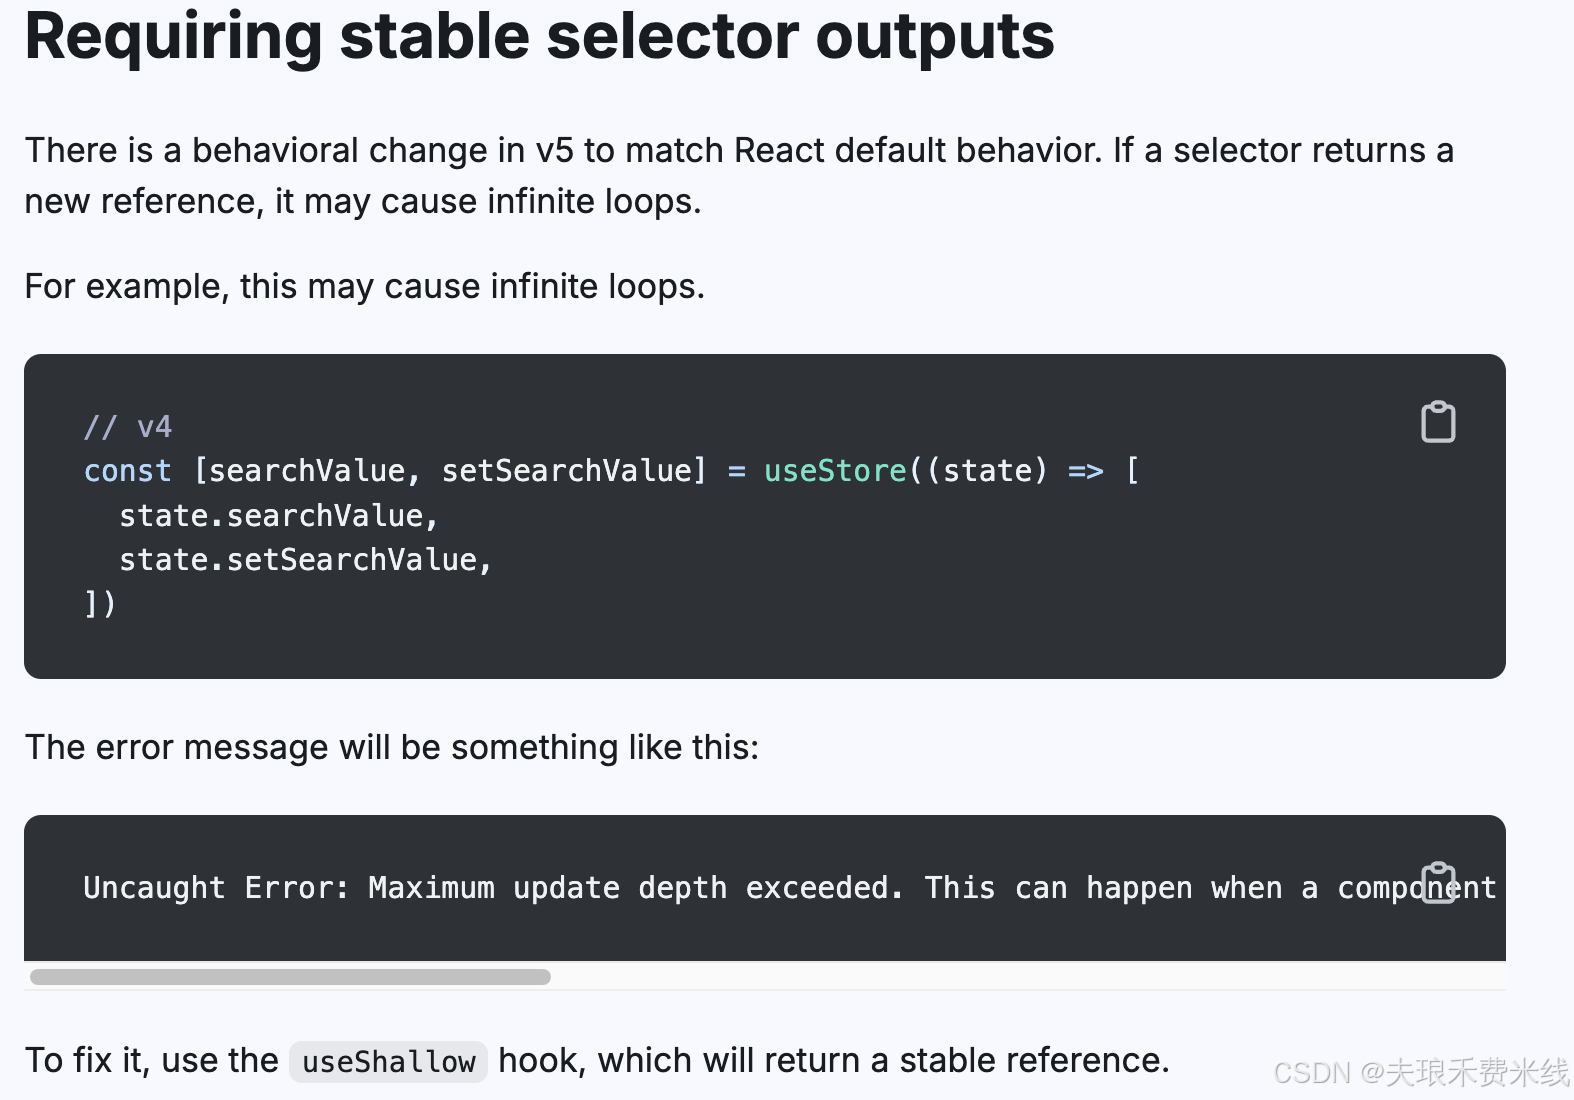 Requiring stable selector outputs
There is a behavioral change in v5 to match React default behavior. If a selector returns a
new reference, it may cause infinite loops.
For example, this may cause infinite loops.
// v4
const [searchValue, setSearchValue] = useStore((state) => [
  state.searchValue,
  state.setSearchValue,
])
The error message will be something like this:
Uncaught Error: Maximum update depth exceeded. This can happen when a component
To fix it, use the useShallow hook, which will return a stable reference.
CSDN @夫琅禾费米线